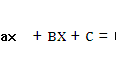 ax + BX + C =